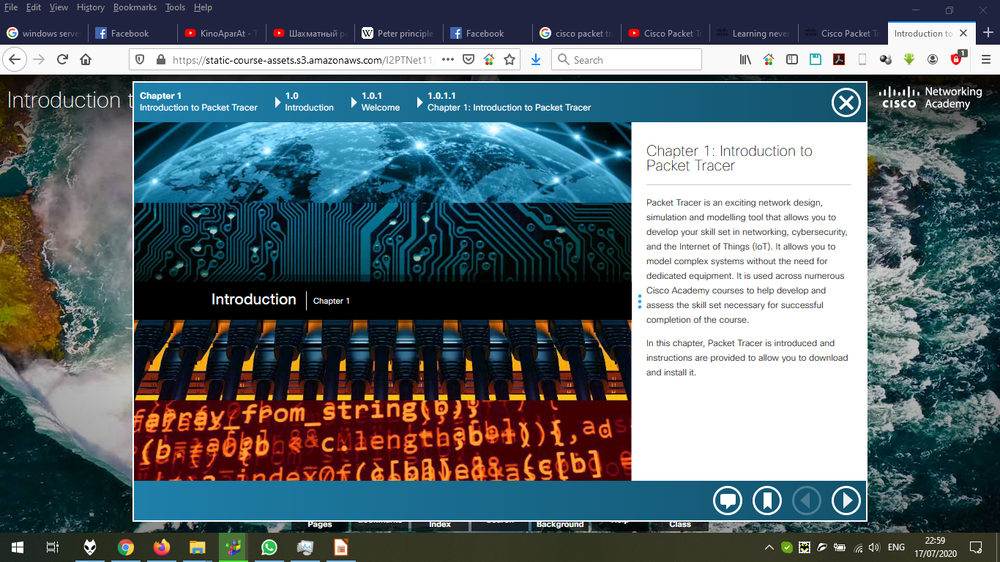 File Edit View History Bookmarks Tools Help
windows serve
Facebook
KinoAparAt - T
Шахматный р
Peter principle
Facebook
cisco packet tr
Cisco Packet T
Learning never
Cisco Packet T
Introduction to
https://static-course-assets.s3.amazonaws.com/I2PTNet11/
Search
1
Introduction t
Chapter 1
Introduction to Packet Tracer
1.0
Introduction
1.0.1
Welcome
1.0.1.1
Chapter 1: Introduction to Packet Tracer
cisco
Networking
Academy
Introduction
Chapter 1
array_from_string(b);
c.length;
indexOf(c[b]
Chapter 1: Introduction to
Packet Tracer
Packet Tracer is an exciting network design,
simulation and modelling tool that allows you to
develop your skill set in networking, cybersecurity,
and the Internet of Things (IoT). It allows you to
model complex systems without the need for
dedicated equipment. It is used across numerous
Cisco Academy courses to help develop and
assess the skill set necessary for successful
completion of the course.
In this chapter, Packet Tracer is introduced and
instructions are provided to allow you to download
and install it.
Pages
Bookmarks
Index
Search
Background
Help
Class
ENG
22:59
17/07/2020